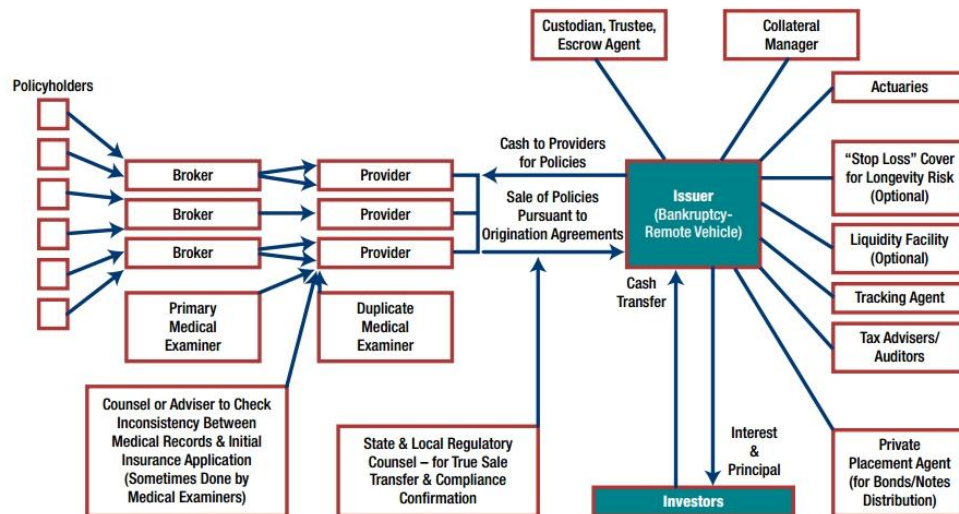 Custodian, Trustee,
Escrow Agent
Collateral
Manager
Policyholders
Actuaries
Broker
Provider
Cash to Providers
for Policies
Issuer
(Bankruptcy-
Remote Vehicle)
"Stop Loss" Cover
for Longevity Risk
(Optional)
Broker
Provider
Sale of Policies
Pursuant to
Origination Agreements
Broker
Provider
Liquidity Facility
(Optional)
Primary
Medical
Examiner
Duplicate
Medical
Examiner
Cash
Transfer
Tracking Agent
Tax Advisers/
Auditors
Counsel or Adviser to Check
Inconsistency Between
Medical Records & Initial
Insurance Application
(Sometimes Done by
Medical Examiners)
State & Local Regulatory
Counsel – for True Sale
Transfer & Compliance
Confirmation
Interest
&
Principal
Private
Placement Agent
(for Bonds/Notes
Distribution)
Investors